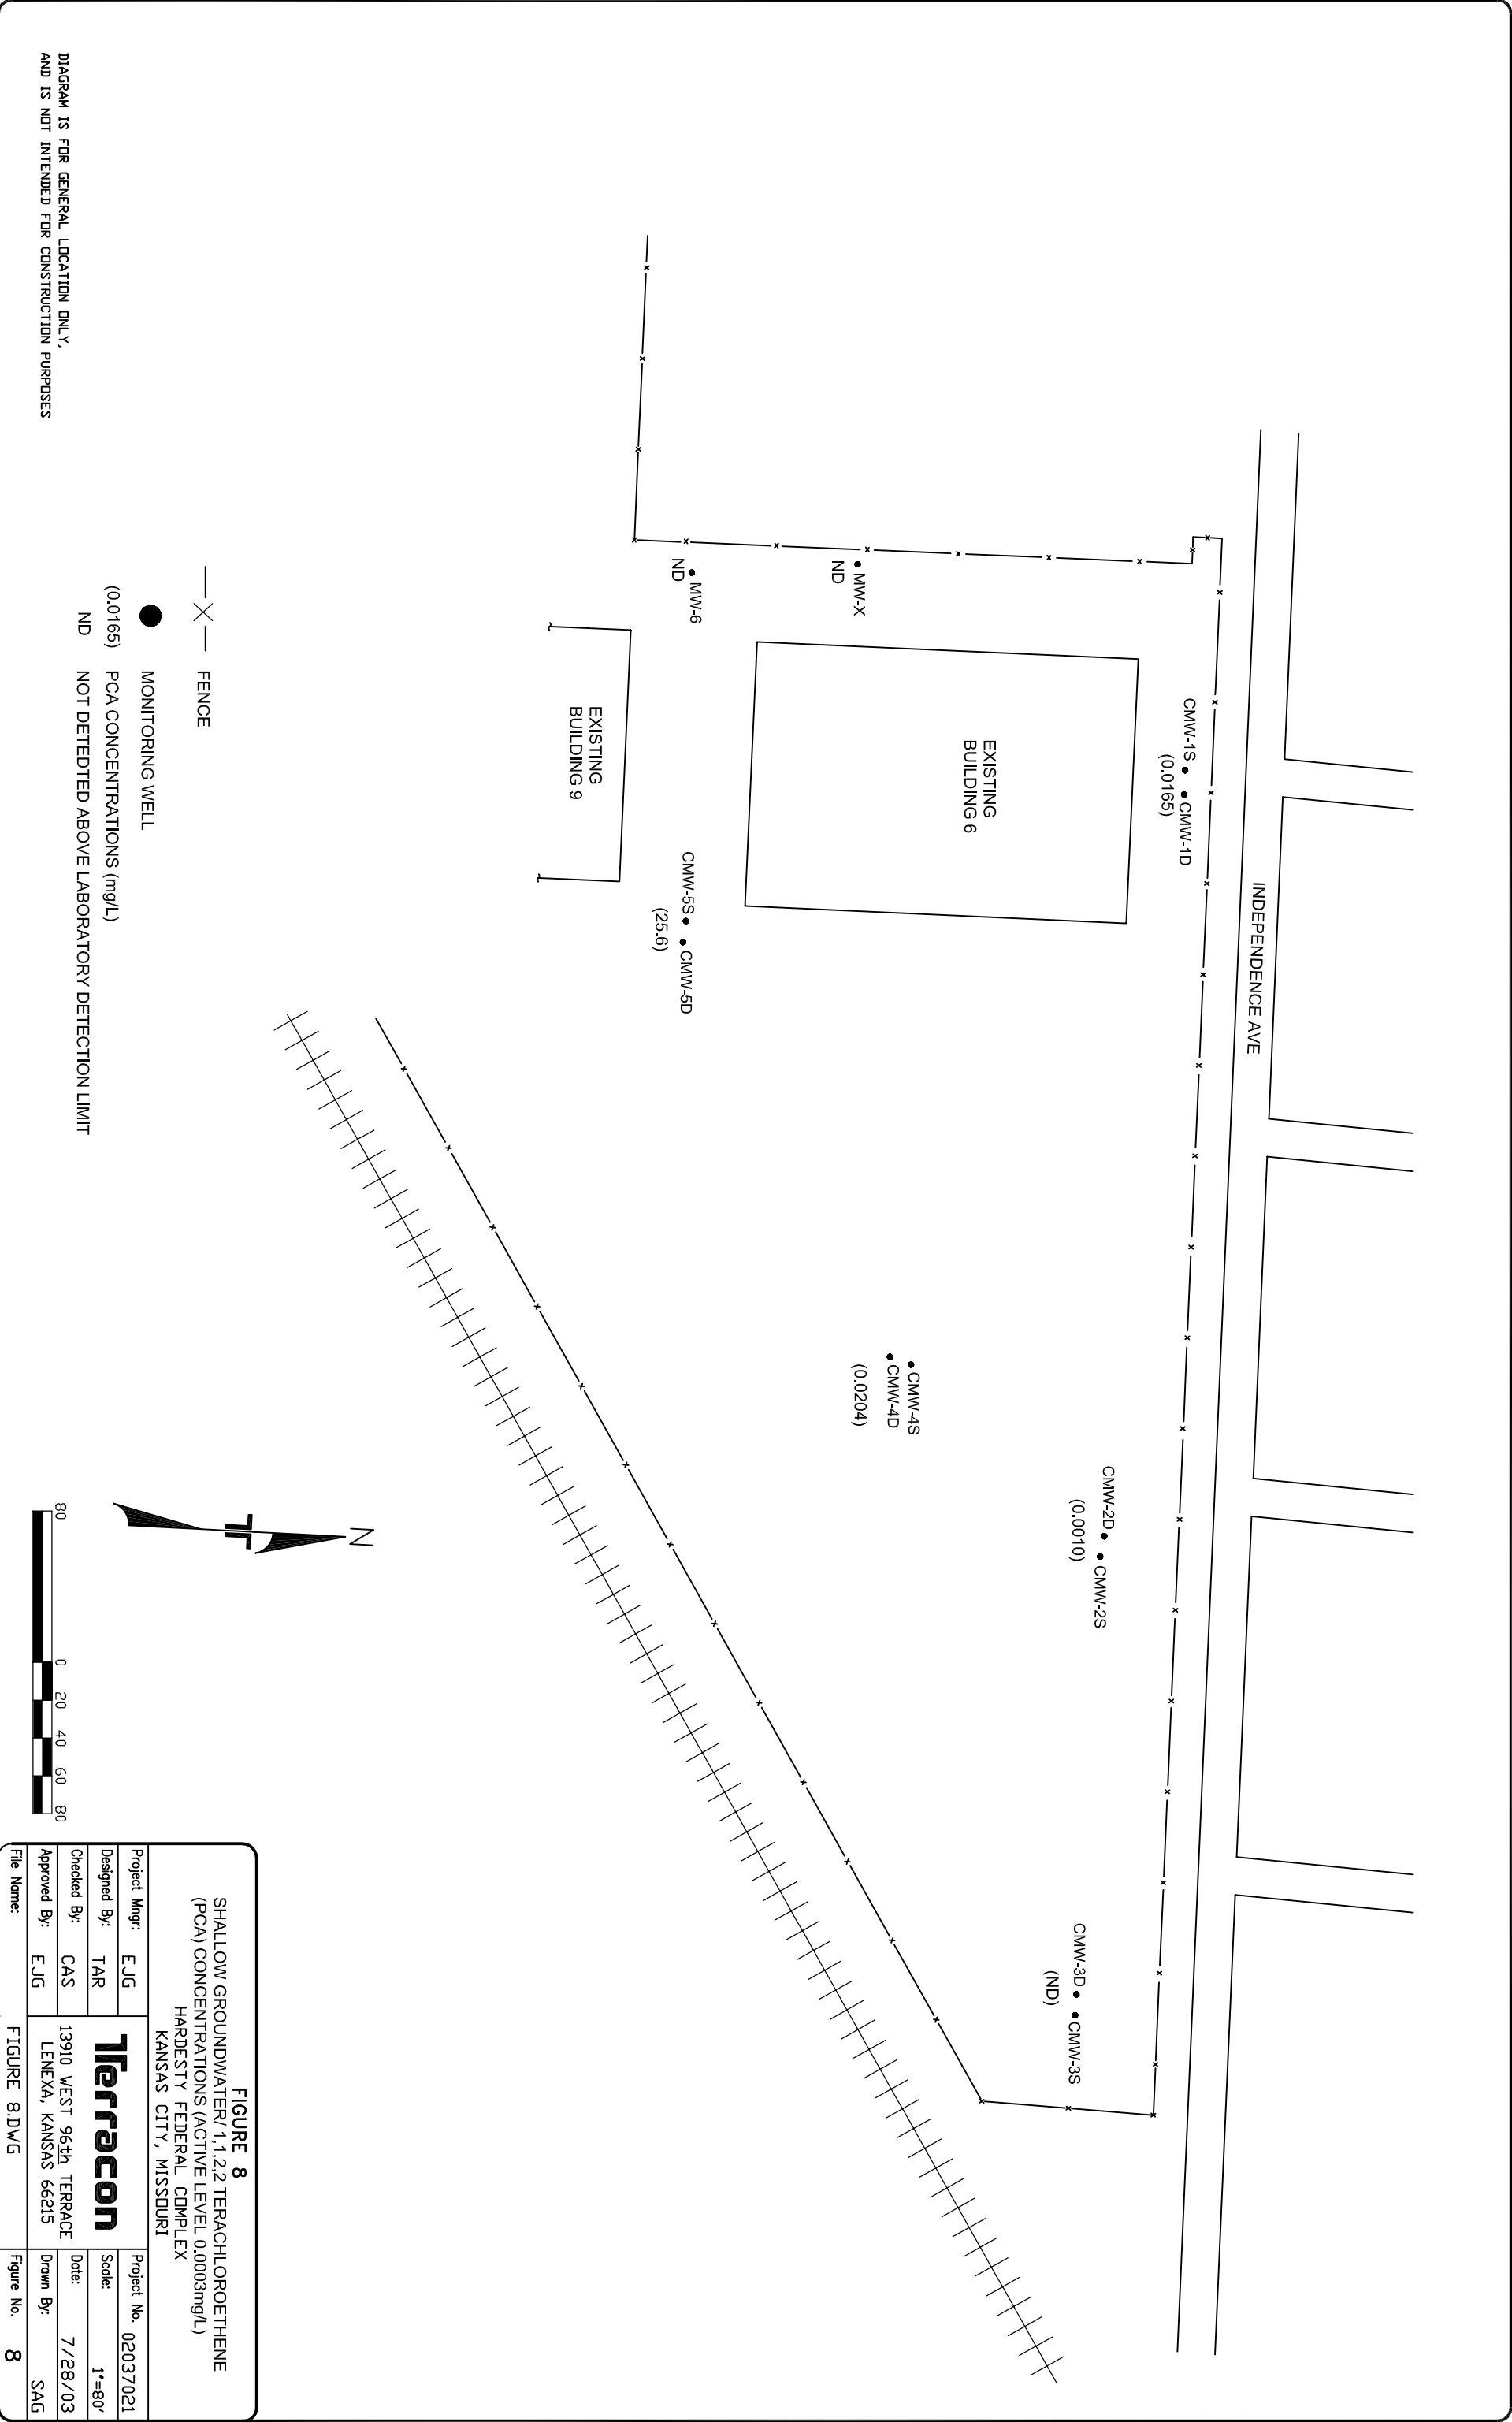 INDEPENDENCE AVE
CMW-1S
CMW-1D
(0.0165)
CMW-2D
CMW-2S
(0.0010)
CMW-3D
CMW-3S
(ND)
EXISTING
BUILDING 6
CMW-4S
CMW-4D
(0.0204)
MW-X
ND
MW-6
ND
CMW-5S
CMW-5D
(25.6)
EXISTING
BUILDING 9
N
FENCE
MONITORING WELL
(0.0165) PCA CONCENTRATIONS (mg/L)
ND NOT DETEDTED ABOVE LABORATORY DETECTION LIMIT
DIAGRAM IS FOR GENERAL LOCATION ONLY,
AND IS NOT INTENDED FOR CONSTRUCTION PURPOSES
80 0 20 40 60 80
FIGURE 8
SHALLOW GROUNDWATER/ 1,1,2,2 TERACHLOROETHENE
(PCA) CONCENTRATIONS (ACTIVE LEVEL 0.0003mg/L)
HARDESTY FEDERAL COMPLEX
KANSAS CITY, MISSOURI
Project Mngr: EJG
Designed By: TAR
Checked By: CAS
Approved By: EJG
File Name: FIGURE 8.DWG
Terracon
13910 WEST 96th TERRACE
LENEXA, KANSAS 66215
Project No. 02037021
Scale: 1"=80'
Date: 7/28/03
Drawn By: SAG
Figure No. 8